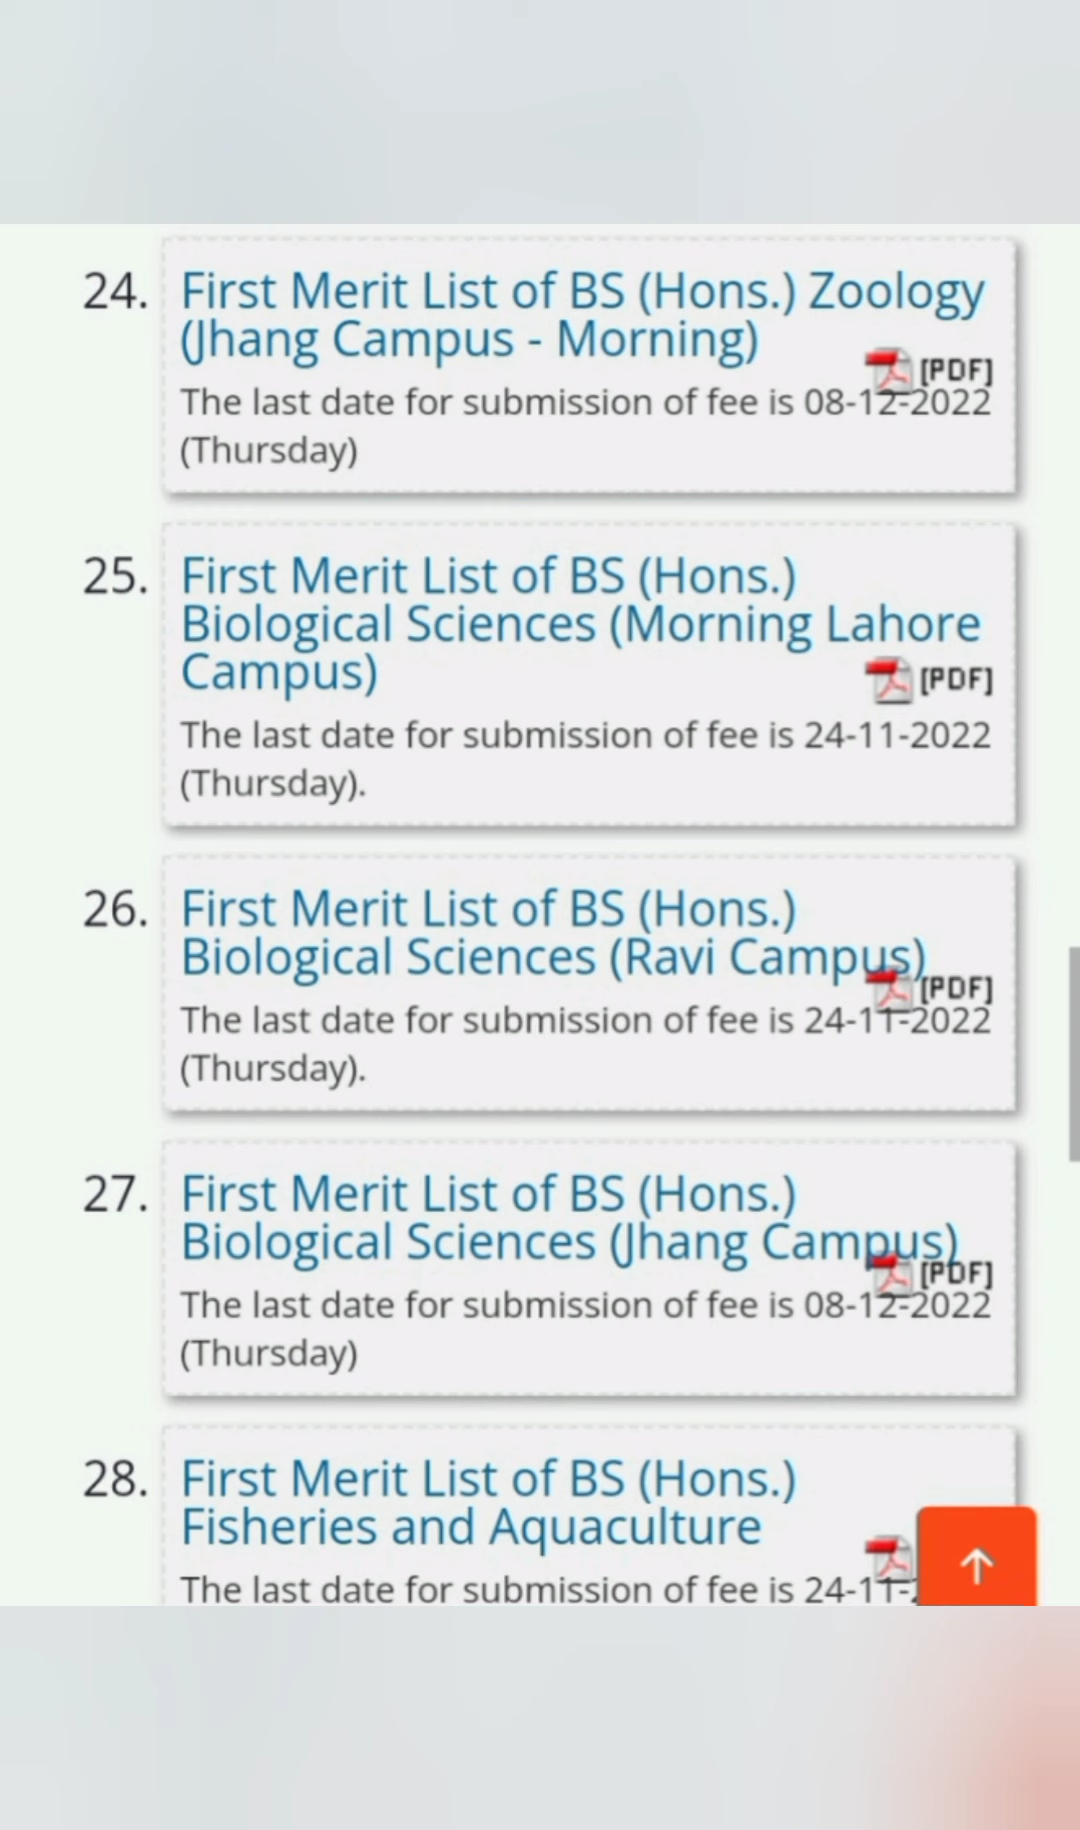 24. First Merit List of BS (Hons.) Zoology
(Jhang Campus - Morning)
[PDF]
The last date for submission of fee is 08-12-2022
(Thursday)
25. First Merit List of BS (Hons.)
Biological Sciences (Morning Lahore
Campus)
[PDF]
The last date for submission of fee is 24-11-2022
(Thursday).
26. First Merit List of BS (Hons.)
Biological Sciences (Ravi Campus)
[PDF]
The last date for submission of fee is 24-11-2022
(Thursday).
27. First Merit List of BS (Hons.)
Biological Sciences (Jhang Campus)
[PDF]
The last date for submission of fee is 08-12-2022
(Thursday)
28. First Merit List of BS (Hons.)
Fisheries and Aquaculture
The last date for submission of fee is 24-11-